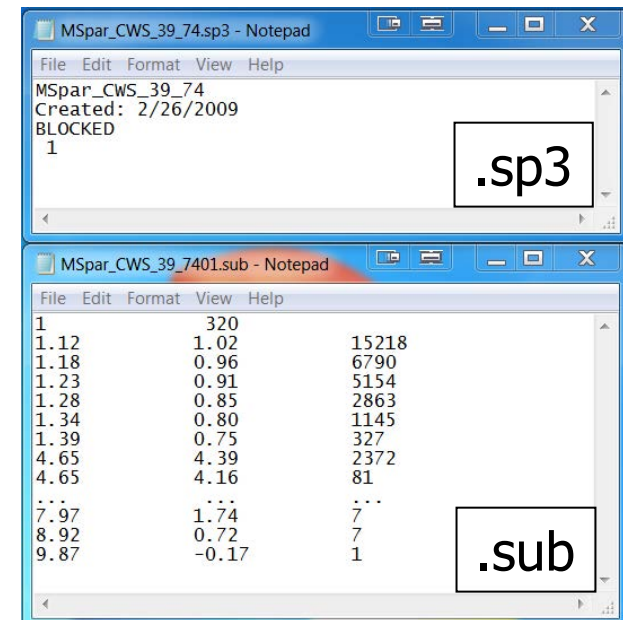 MSpar_CWS_39_74.sp3 - Notepad
File Edit Format View Help
MSpar_CWS_39_74
Created: 2/26/2009
BLOCKED
1
.sp3
MSpar_CWS_39_7401.sub - Notepad
File Edit Format View Help
1 320
1.12 1.02 15218
1.18 0.96 6790
1.23 0.91 5154
1.28 0.85 2863
1.34 0.80 1145
1.39 0.75 327
4.65 4.39 2372
4.65 4.16 81
... ... ...
7.97 1.74 7
8.92 0.72 7
9.87 -0.17 1
.sub